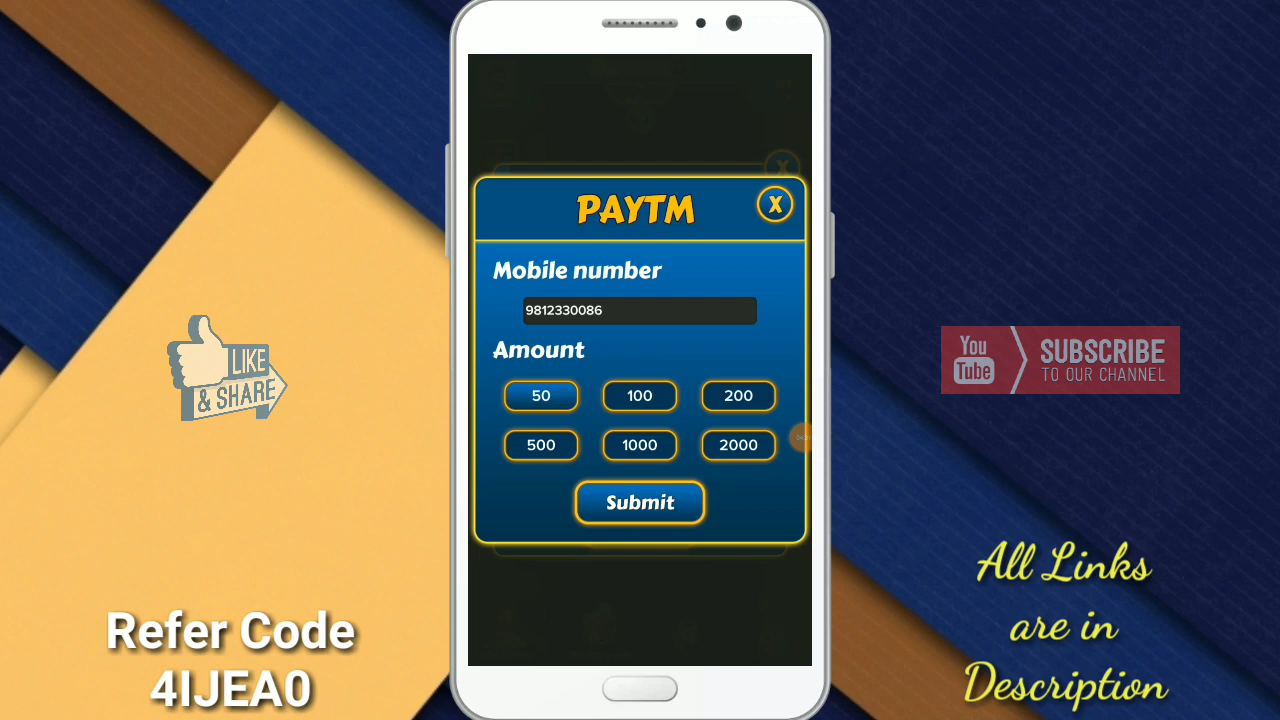 PAYTM
X
Mobile number
9812330086
Amount
50 100 200
500 1000 2000
Submit
LIKE
& SHARE
You
Tube
SUBSCRIBE
TO OUR CHANNEL
Refer Code
4IJEA0
All Links
are in
Description